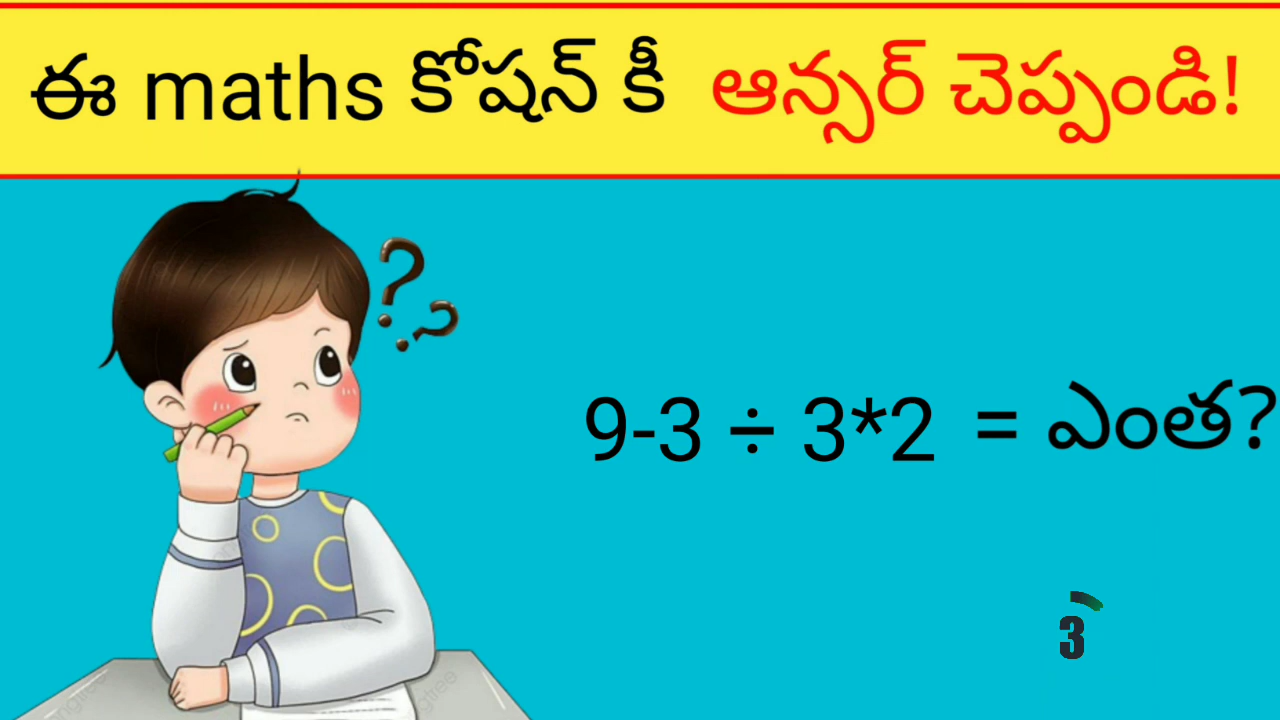 ఈ maths కోషన్ కీ ఆన్సర్ చెప్పండి!
??
9-3 ÷ 3*2 = ఎంత?
3